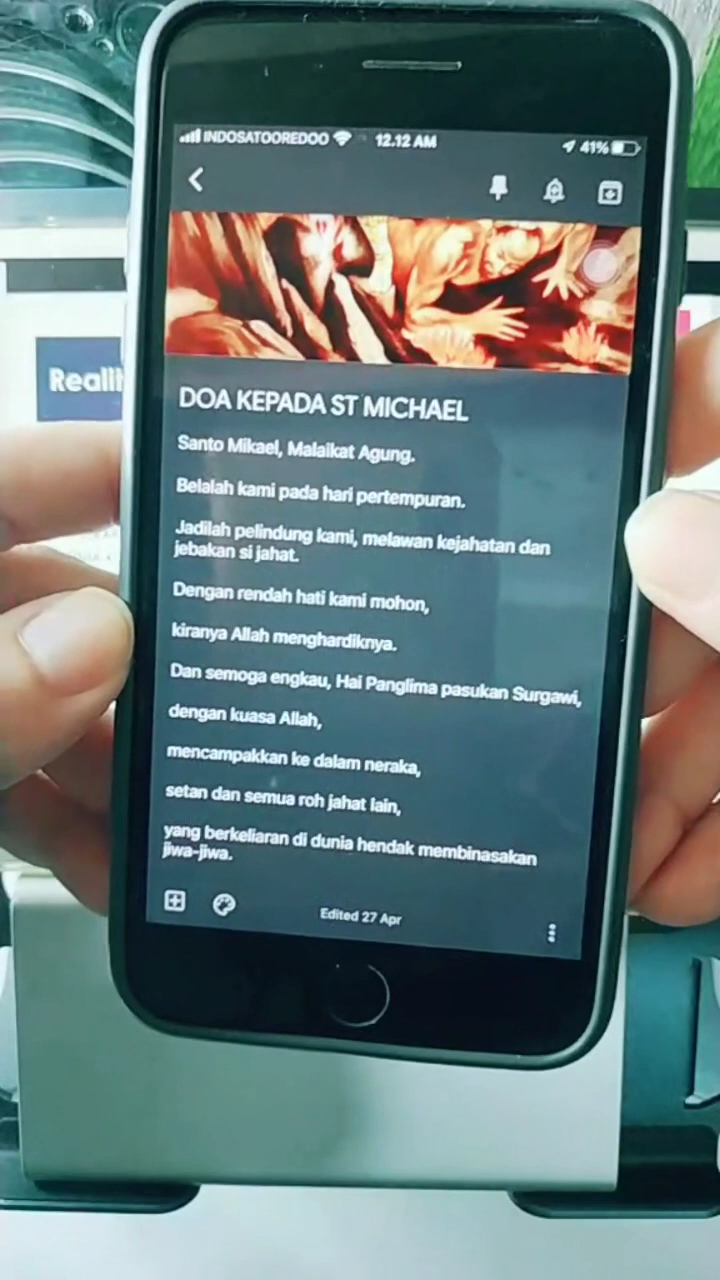 INDOSATOOREDOO 12.12 AM 41%
DOA KEPADA ST MICHAEL
Santo Mikael, Malaikat Agung.
Belalah kami pada hari pertempuran.
Jadilah pelindung kami, melawan kejahatan dan
jebakan si jahat.
Dengan rendah hati kami mohon,
kiranya Allah menghardiknya.
Dan semoga engkau, Hai Panglima pasukan Surgawi,
dengan kuasa Allah,
mencampakkan ke dalam neraka,
setan dan semua roh jahat lain,
yang berkeliaran di dunia hendak membinasakan
jiwa-jiwa.
Edited 27 Apr